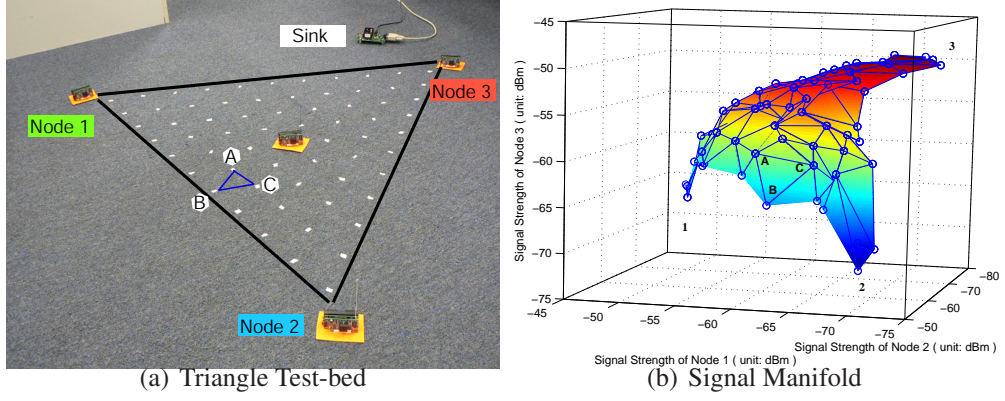 Sink
Node 1
Node 3
A
C
B
Node 2
(a) Triangle Test-bed
−45
−50
−55
−60
−65
−70
−75
Signal Strength of Node 3 ( unit: dBm )
3
A
C
B
1
2
−45
−50
−55
−60
−65
−70
−75
−50
−60
−70
−80
Signal Strength of Node 2 ( unit: dBm )
Signal Strength of Node 1 ( unit: dBm )
(b) Signal Manifold